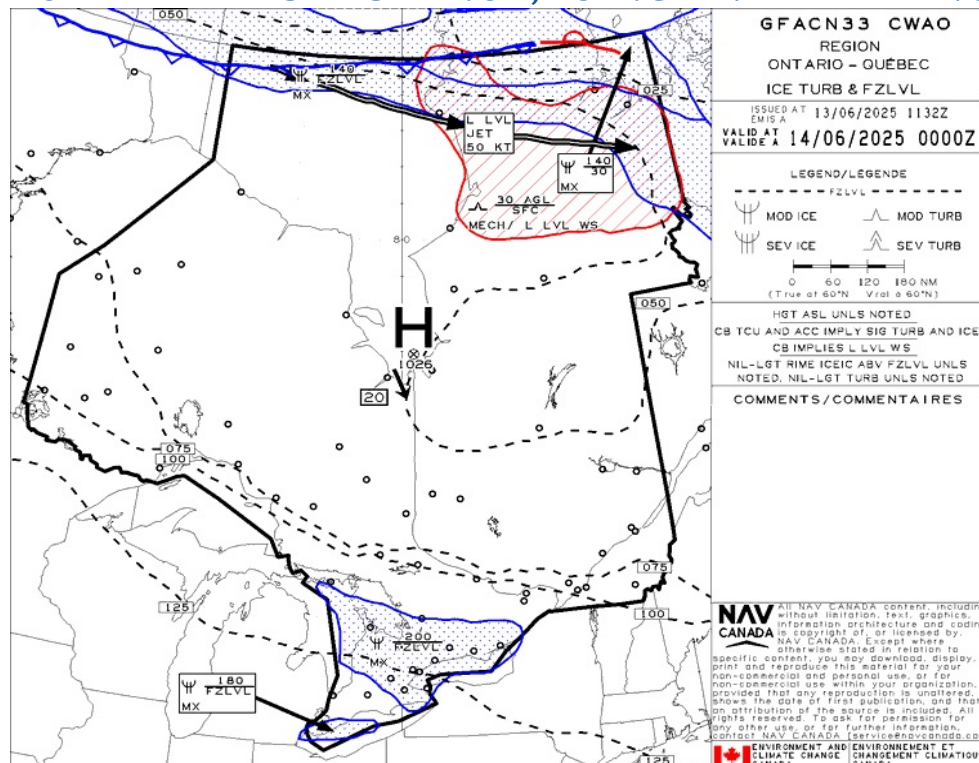 GFACN33 CWAO
REGION
ONTARIO - QUÉBEC
ICE TURB & FZLVL
ISSUED AT
EMIS A
13/06/2025 1132Z
VALID AT
VALIDE A
14/06/2025 0000Z
LEGEND/LÉGENDE
FZLVL
MOD ICE
MOD TURB
SEV ICE
SEV TURB
0 60 120 180 NM
(True at 60°N Vrai à 60°N)
HGT ASL UNLS NOTED
CB TCU AND ACC IMPLY SIG TURB AND ICE
CB IMPLIES L LVL WS
NIL-LGT RIME ICEIC ABV FZLVL UNLS
NOTED. NIL-LGT TURB UNLS NOTED
COMMENTS/COMMENTAIRES
NAV
CANADA
All NAV CANADA content, includin
without limitation, text, graphics,
information architecture and codin
is copyright of, or licensed by,
NAV CANADA. Except where
otherwise stated in relation to
specific content, you may download, display,
print and reproduce this material for your
non-commercial and personal use, or for
non-commercial use within your organization,
provided that any reproduction is unaltered,
shows the date of first publication, and that
an attribution of the source is included. All
rights reserved. To ask for permission for
any other use, or for further information,
contact NAV CANADA [service@navcanada.ca
ENVIRONMENT AND
CLIMATE CHANGE
ENVIRONNEMENT ET
CHANGEMENT CLIMATIQU
050
050
140
FZLVL
MX
025
L LVL
JET
50 KT
140
30
MX
30 AGL
SFC
MECH/ L LVL WS
80
050
H
1026
20
075
100
075
100
125
200
FZLVL
MX
180
FZLVL
MX
125